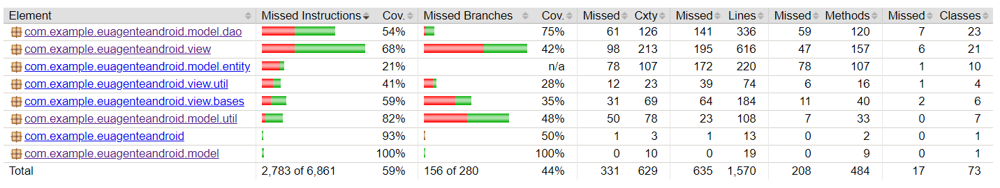 Element Missed Instructions Cov. Missed Branches Cov. Missed Cxty Missed Lines Missed Methods Missed Classes
com.example.euagenteandroid.model.dao 54% 75% 61 126 141 336 59 120 7 23
com.example.euagenteandroid.view 68% 42% 98 213 195 616 47 157 6 21
com.example.euagenteandroid.model.entity 21% n/a 78 107 172 220 78 107 1 10
com.example.euagenteandroid.view.util 41% 28% 12 23 39 74 6 16 1 4
com.example.euagenteandroid.view.bases 59% 35% 31 69 64 184 11 40 2 6
com.example.euagenteandroid.model.util 82% 48% 50 78 23 108 7 33 0 7
com.example.euagenteandroid 93% 50% 1 3 1 13 0 2 0 1
com.example.euagenteandroid.model 100% 100% 0 10 0 19 0 9 0 1
Total 2,783 of 6,861 59% 156 of 280 44% 331 629 635 1,570 208 484 17 73